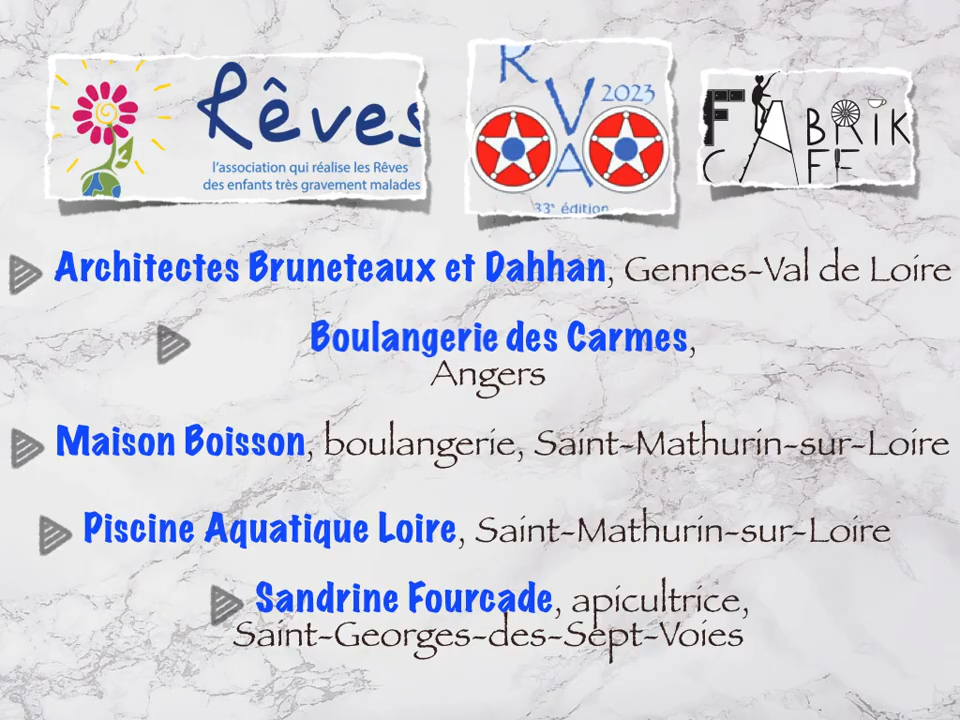 Rêves
l'association qui réalise les Rêves
des enfants très gravement malades
R
V 2023
A
33e édition
FABRIK
CAFE
Architectes Bruneteaux et Dahhan, Gennes-Val de Loire
Boulangerie des Carmes,
Angers
Maison Boisson, boulangerie, Saint-Mathurin-sur-Loire
Piscine Aquatique Loire, Saint-Mathurin-sur-Loire
Sandrine Fourcade, apicultrice,
Saint-Georges-des-Sept-Voies